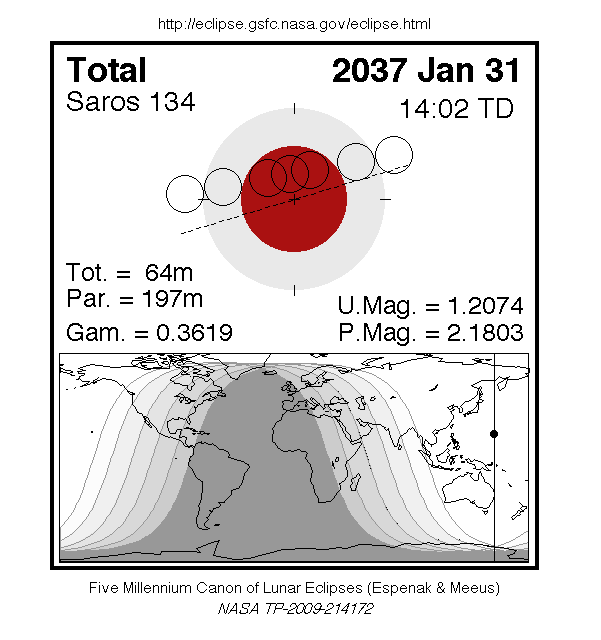 http://eclipse.gsfc.nasa.gov/eclipse.html
Total 2037 Jan 31
Saros 134 14:02 TD
Tot. = 64m
Par. = 197m
Gam. = 0.3619
U.Mag. = 1.2074
P.Mag. = 2.1803
Five Millennium Canon of Lunar Eclipses (Espenak & Meeus)
NASA TP-2009-214172